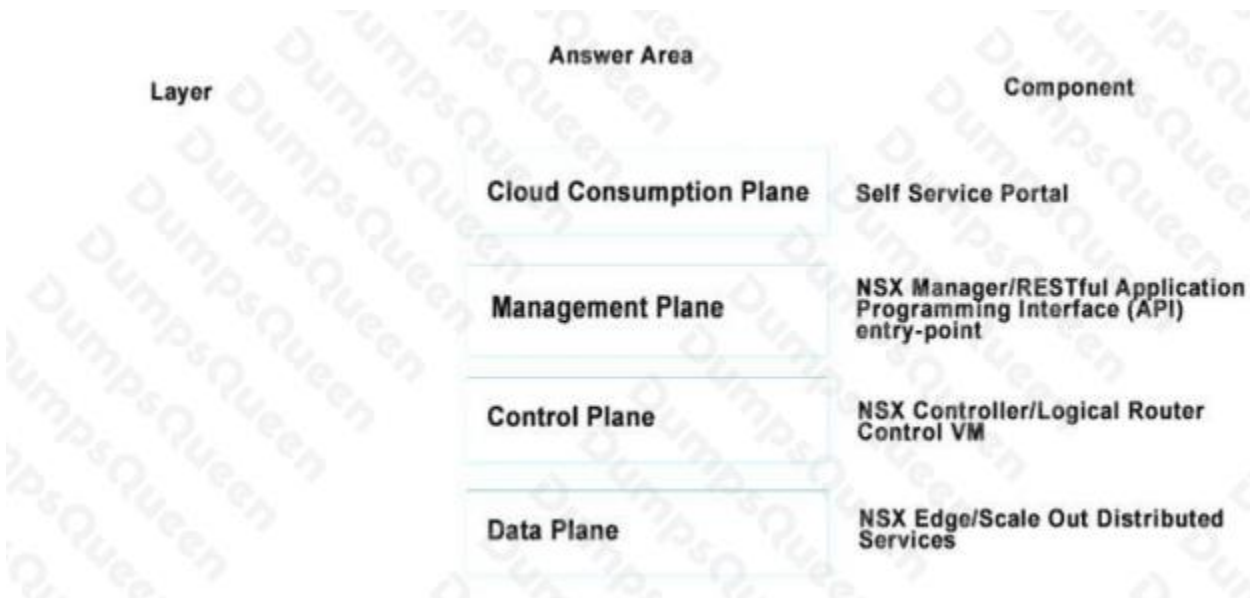 Answer Area
Layer
Component
Cloud Consumption Plane
Self Service Portal
Management Plane
NSX Manager/RESTful Application
Programming Interface (API)
entry-point
Control Plane
NSX Controller/Logical Router
Control VM
Data Plane
NSX Edge/Scale Out Distributed
Services
DumpsQueen